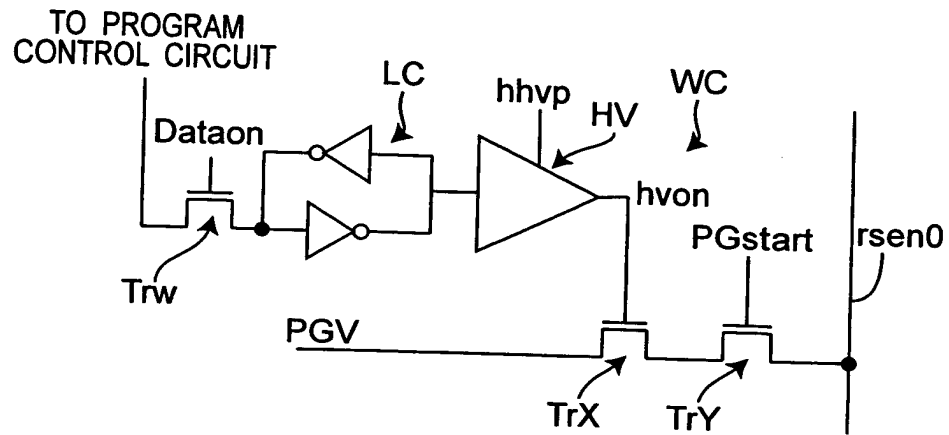 TO PROGRAM
CONTROL CIRCUIT
LC
hhvp
HV
WC
Dataon
hvon
PGstart
rsen0
Trw
PGV
TrX
TrY